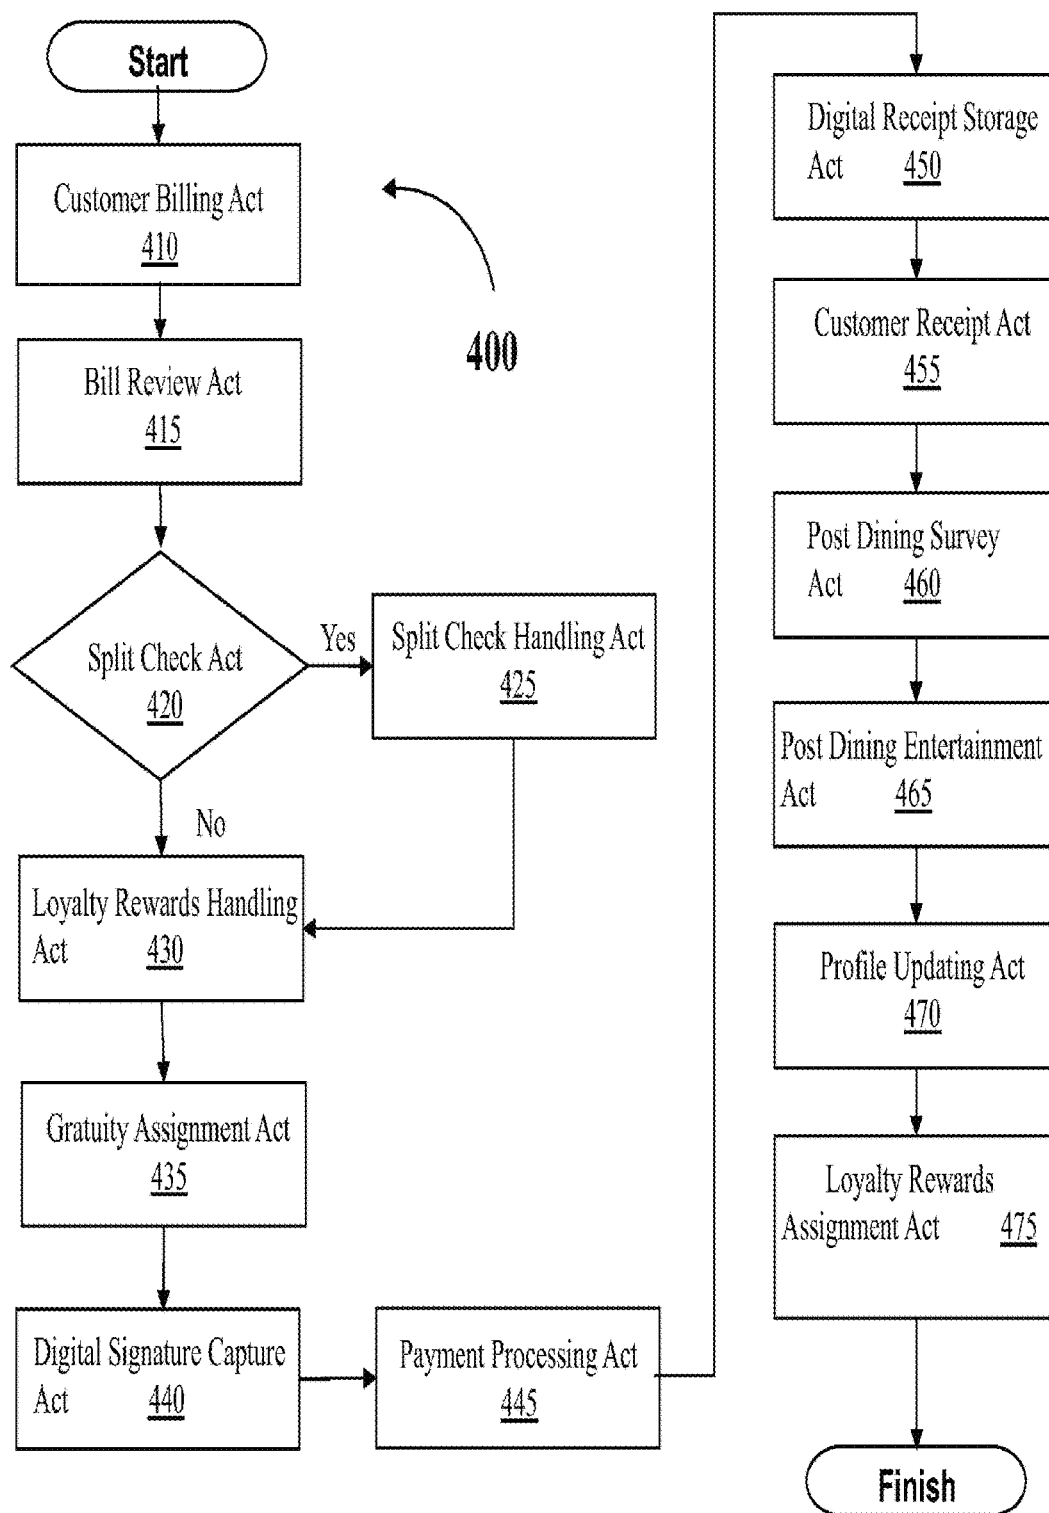 Start
Customer Billing Act
410
400
Bill Review Act
415
Split Check Act
420
Yes
Split Check Handling Act
425
No
Loyalty Rewards Handling
Act 430
Gratuity Assignment Act
435
Digital Signature Capture
Act 440
Payment Processing Act
445
Digital Receipt Storage
Act 450
Customer Receipt Act
455
Post Dining Survey
Act 460
Post Dining Entertainment
Act 465
Profile Updating Act
470
Loyalty Rewards
Assignment Act 475
Finish